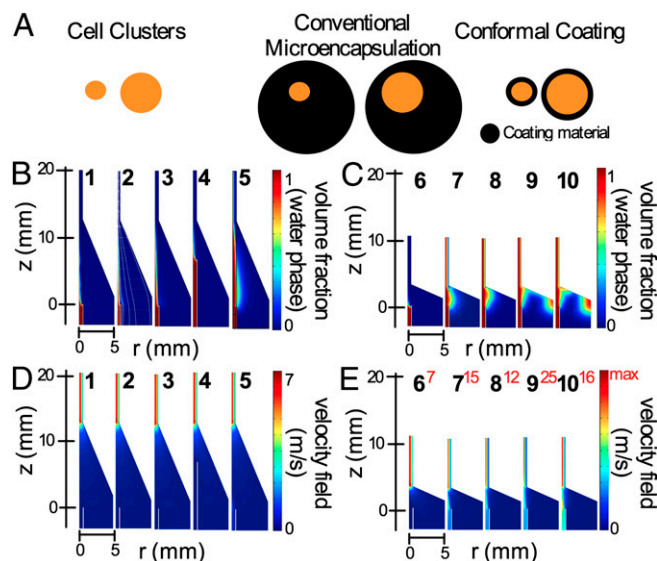 A
Cell Clusters
Conventional
Microencapsulation
Conformal Coating
Coating material
B
20
10
0
z (mm)
1 2 3 4 5
1
0
volume fraction
(water phase)
0 5
r (mm)
C
20
10
0
z (mm)
6 7 8 9 10
1
0
volume fraction
(water phase)
0 5
r (mm)
D
20
10
0
z (mm)
1 2 3 4 5
7
0
velocity field
(m/s)
0 5
r (mm)
E
20
10
0
z (mm)
6 7 7 15 8 12 9 25 10 16
max
0
velocity field
(m/s)
0 5
r (mm)